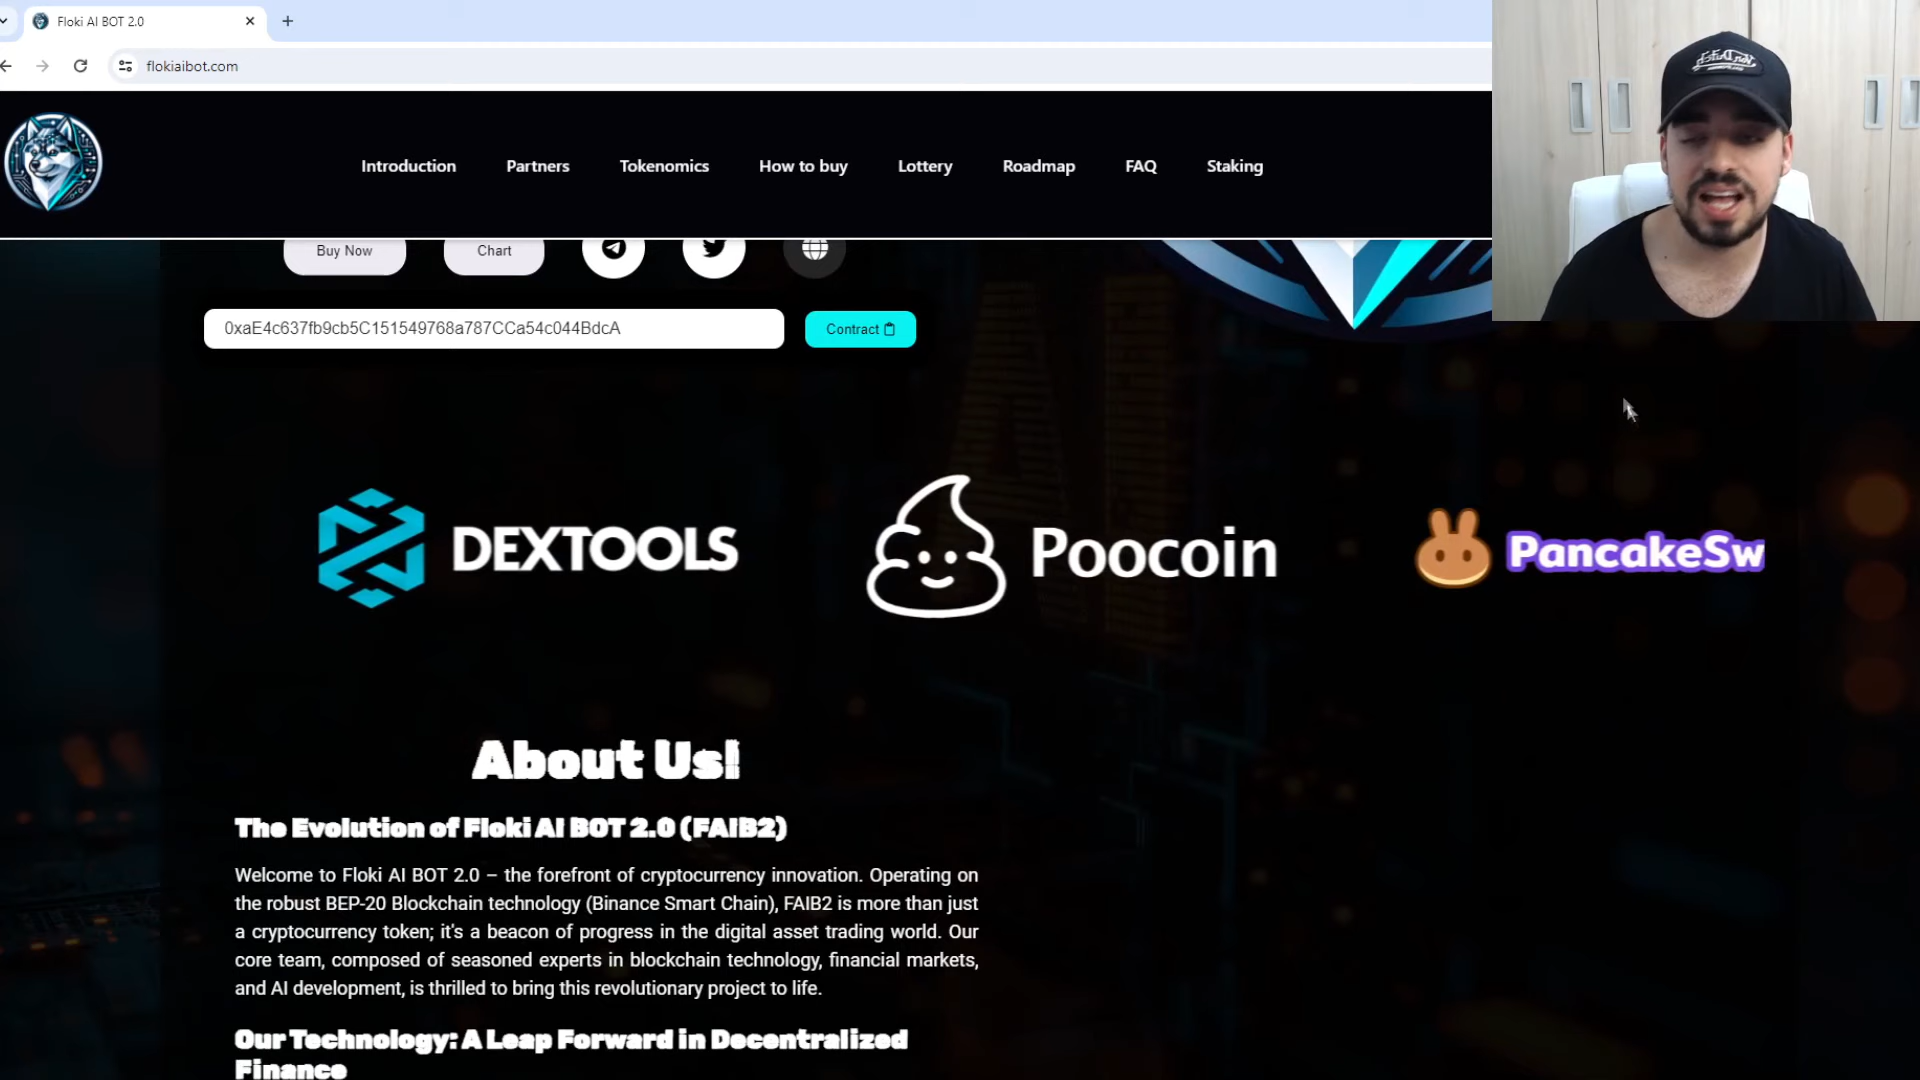 Floki AI BOT 2.0
flokiaibot.com
Introduction
Partners
Tokenomics
How to buy
Lottery
Roadmap
FAQ
Staking
Buy Now
Chart
0xaE4c637fb9cb5C151549768a787CCa54c044BdcA
Contract
DEXTOOLS
Poocoin
PancakeSw
About Us!
The Evolution of Floki AI BOT 2.0 (FAIB2)
Welcome to Floki AI BOT 2.0 – the forefront of cryptocurrency innovation. Operating on
the robust BEP-20 Blockchain technology (Binance Smart Chain), FAIB2 is more than just
a cryptocurrency token; it's a beacon of progress in the digital asset trading world. Our
core team, composed of seasoned experts in blockchain technology, financial markets,
and AI development, is thrilled to bring this revolutionary project to life.
Our Technology: A Leap Forward in Decentralized
Finance